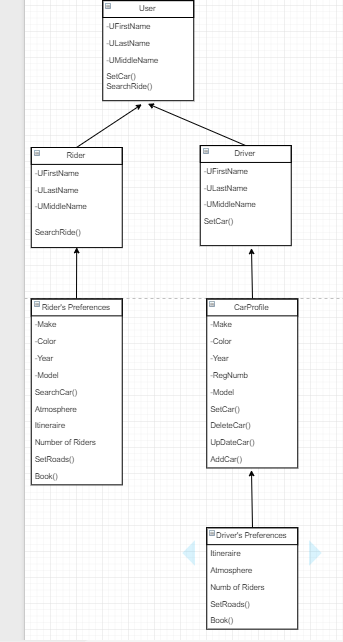 User
-UFirstName
-ULastName
-UMiddleName
SetCar()
SearchRide()
Rider
-UFirstName
-ULastName
-UMiddleName
SearchRide()
Driver
-UFirstName
-ULastName
-UMiddleName
SetCar()
Rider's Preferences
-Make
-Color
-Year
-Model
SearchCar()
Atmosphere
Itineraire
Number of Riders
SetRoads()
Book()
CarProfile
-Make
-Color
-Year
-RegNumb
-Model
SetCar()
DeleteCar()
UpDateCar()
AddCar()
Driver's Preferences
Itineraire
Atmosphere
Numb of Riders
SetRoads()
Book()